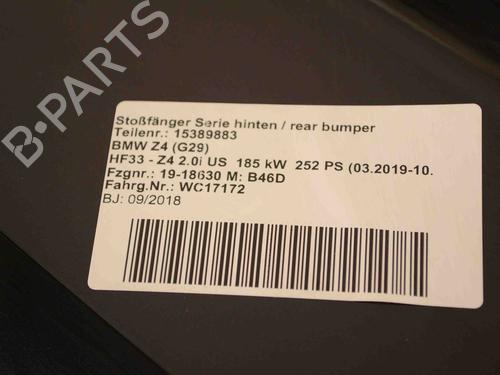 B-PARTS
Stoßfänger Serie hinten / rear bumper
Teilenr.: 15389883
BMW Z4 (G29)
HF33 - Z4 2.0i US 185 kW 252 PS (03.2019-10.
Fzgnr.: 19-18630 M: B46D
Fahrg.Nr.: WC17172
BJ: 09/2018